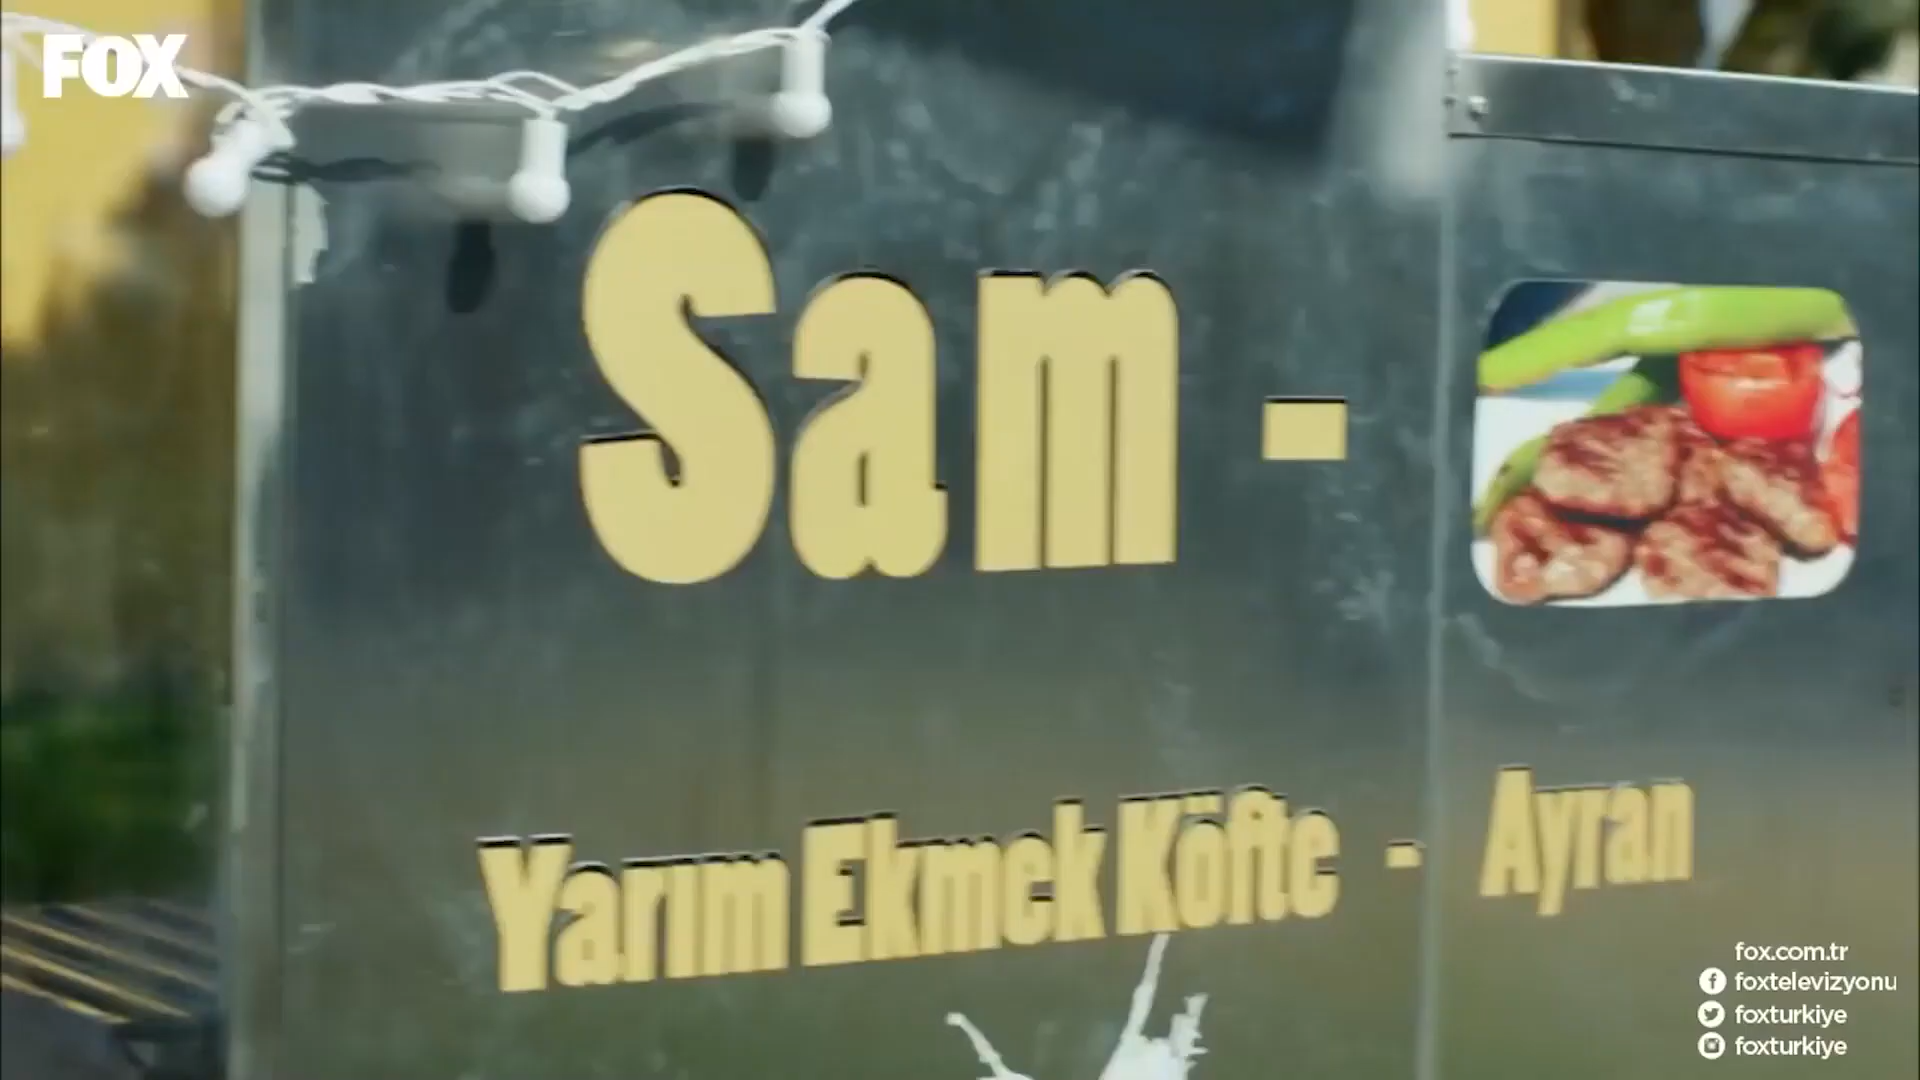 FOX
Sam -
Yarım Ekmek Köfte - Ayran
fox.com.tr
foxtelevizyonu
foxturkiye
foxturkiye